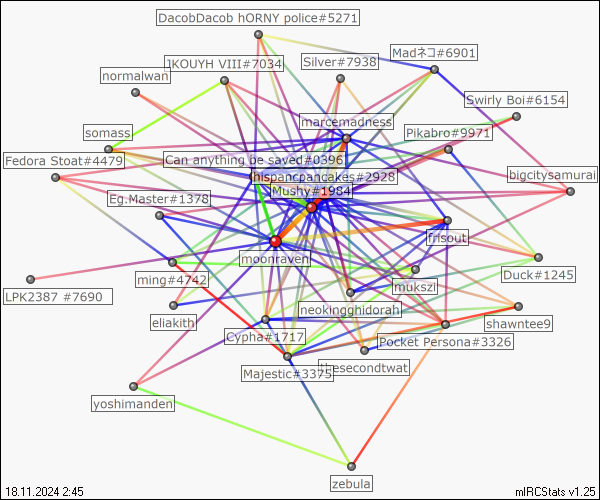 DacobDacob hORNY police#5271
Madネコ#6901
JKOUYH VIII#7034
Silver#7938
normalwan
Swirly Boi#6154
marcemadness
Pikabro#9971
somass
Fedora Stoat#4479
Can anything be saved#0396
hispanicpangakes#2928
bigcitysamurai
Mushy#1984
Eg.Master#1378
frisout
moonraven
ming#4742
Duck#1245
mukszi
LPK2387 #7690
neokingghidorah
eliakith
shawntee9
Cypha#1717
Pocket Persona#3326
Majestic#3375
thesecondtwat
yoshimanden
zebula
18.11.2024 2:45
mIRCStats v1.25